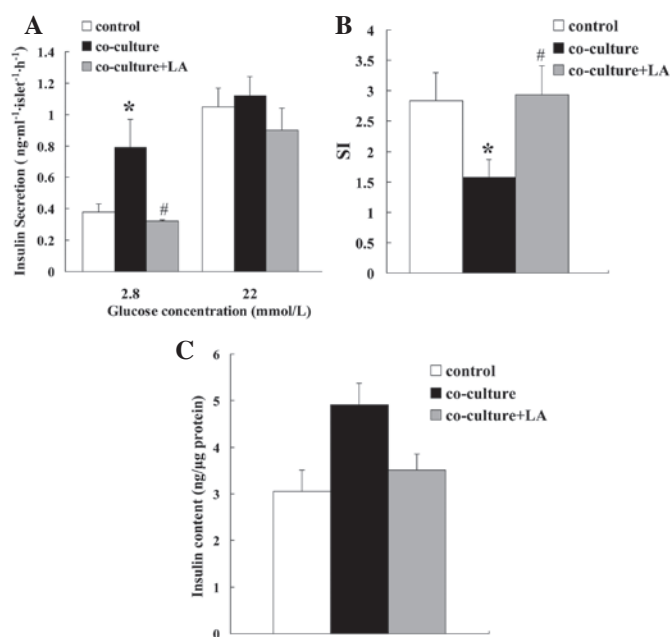 A
control
co-culture
co-culture+LA
Insulin Secretion ( ng·ml⁻¹·islet⁻¹·h⁻¹)
1.4
1.2
1
0.8
0.6
0.4
0.2
0
*
#
2.8
22
Glucose concentration (mmol/L)
B
control
co-culture
co-culture+LA
SI
4
3.5
3
2.5
2
1.5
1
0.5
0
*
#
C
control
co-culture
co-culture+LA
Insulin content (ng/μg protein)
6
5
4
3
2
1
0